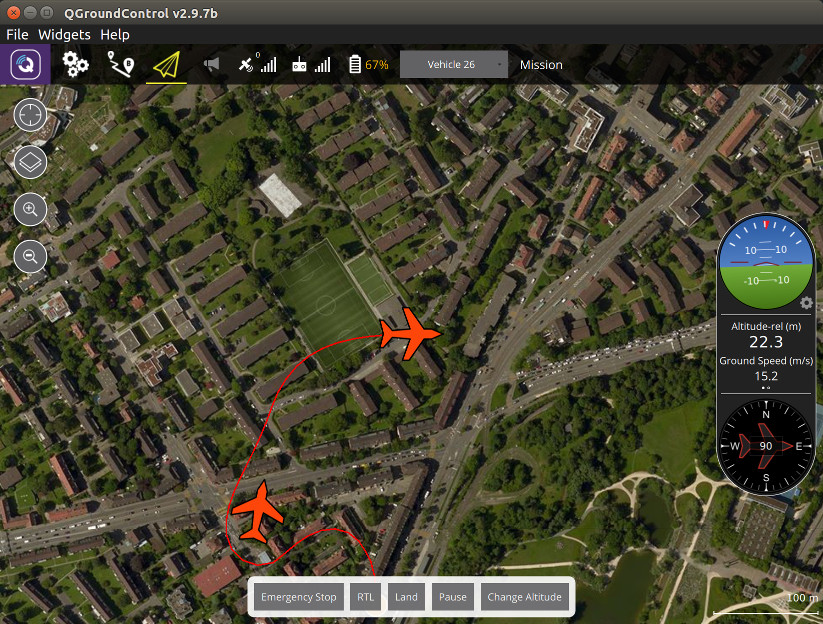 QGroundControl v2.9.7b
File Widgets Help
0
B
67%
Vehicle 26
Mission
10 10
-10 -10
Altitude-rel (m)
22.3
Ground Speed (m/s)
15.2
N
W 90 E
S
Emergency Stop
RTL
Land
Pause
Change Altitude
100 m